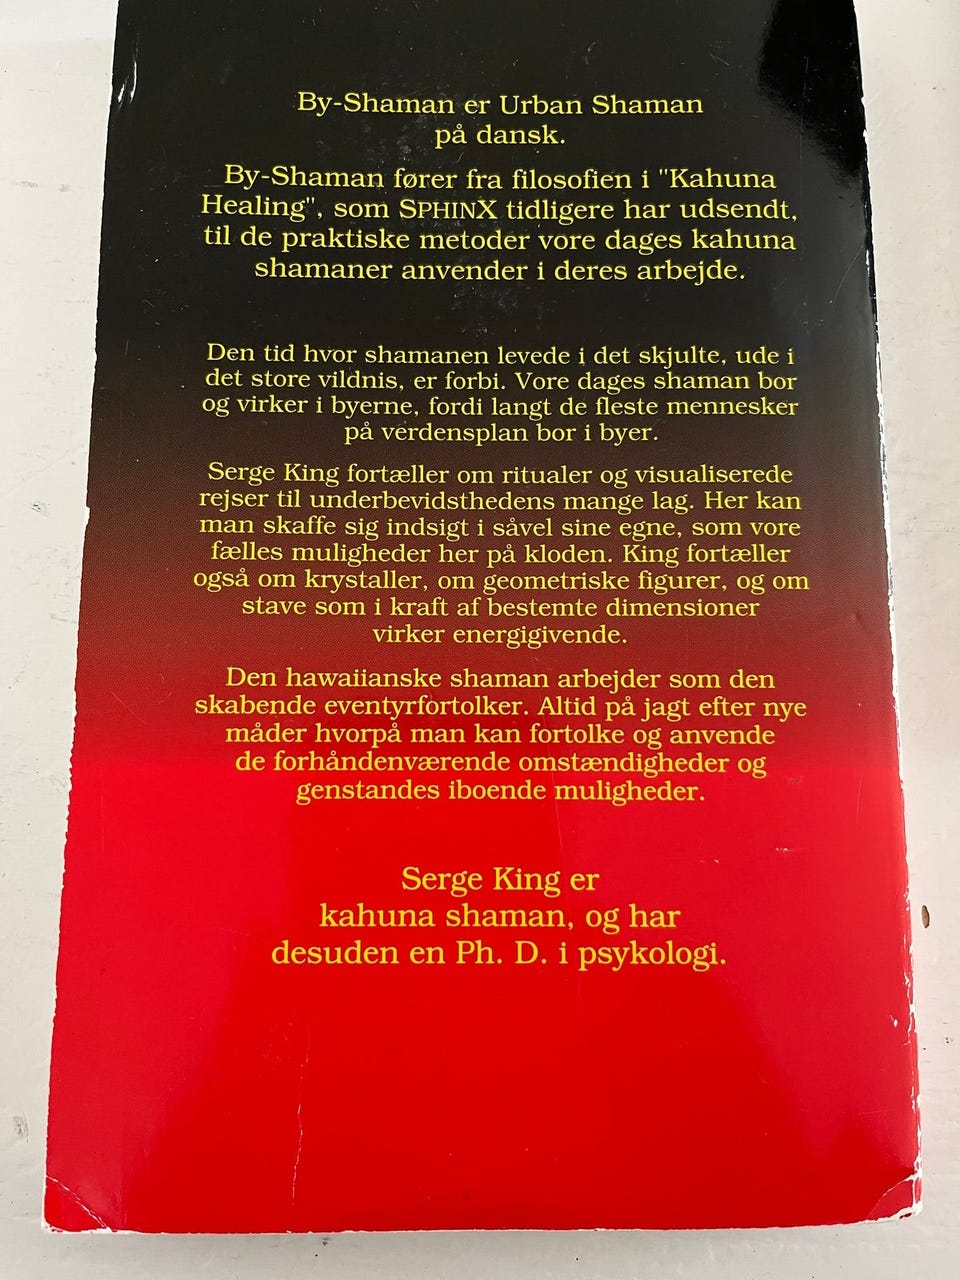 By-Shaman er Urban Shaman
på dansk.
By-Shaman fører fra filosofien i "Kahuna
Healing", som SPHINX tidligere har udsendt,
til de praktiske metoder vore dages kahuna
shamaner anvender i deres arbejde.
Den tid hvor shamanen levede i det skjulte, ude i
det store vildnis, er forbi. Vore dages shaman bor
og virker i byerne, fordi langt de fleste mennesker
på verdensplan bor i byer.
Serge King fortæller om ritualer og visualiserede
rejser til underbevidsthedens mange lag. Her kan
man skaffe sig indsigt i såvel sine egne, som vore
fælles muligheder her på kloden. King fortæller
også om krystaller, om geometriske figurer, og om
stave som i kraft af bestemte dimensioner
virker energigivende.
Den hawaiianske shaman arbejder som den
skabende eventyrfortolker. Altid på jagt efter nye
måder hvorpå man kan fortolke og anvende
de forhåndenværende omstændigheder og
genstandes iboende muligheder.
Serge King er
kahuna shaman, og har
desuden en Ph. D. i psykologi.